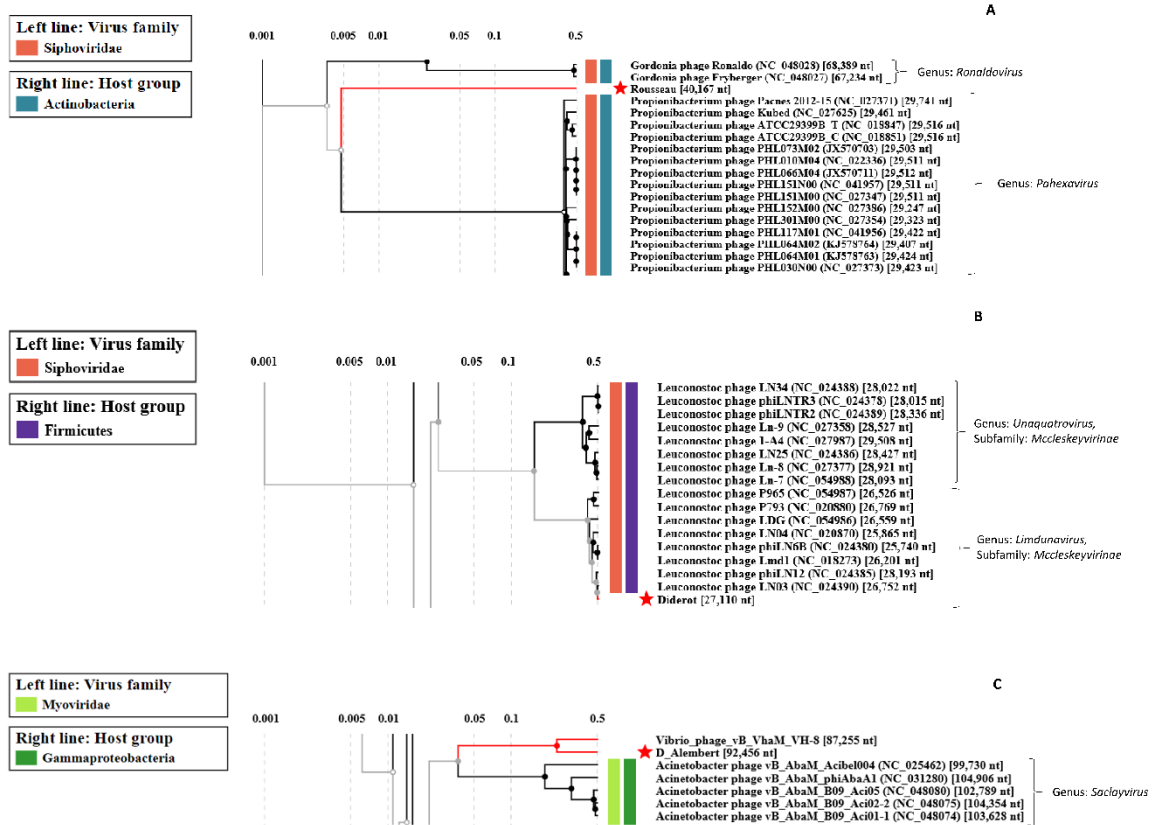 A
Left line: Virus family
Siphoviridae
Right line: Host group
Actinobacteria
0.001 0.005 0.01 0.05 0.1 0.5
Gordonia phage Ronaldo (NC_048028) [68,389 nt]
Gordonia phage Fryberger (NC_048027) [67,234 nt]
Genus: Ronaldovirus
Rousseau [40,167 nt]
Propionibacterium phage Pacnes 2012-15 (NC_027371) [29,741 nt]
Propionibacterium phage Kubed (NC_027625) [29,461 nt]
Propionibacterium phage ATCC29399B_T (NC_018847) [29,516 nt]
Propionibacterium phage ATCC29399B_C (NC_018851) [29,516 nt]
Propionibacterium phage PHL073M02 (JX570703) [29,503 nt]
Propionibacterium phage PHL010M04 (NC_022336) [29,511 nt]
Propionibacterium phage PHL066M04 (JX570711) [29,512 nt]
Propionibacterium phage PHL151N00 (NC_041957) [29,511 nt]
Propionibacterium phage PHL151M00 (NC_027347) [29,511 nt]
Propionibacterium phage PHL152M00 (NC_027386) [29,247 nt]
Propionibacterium phage PHL301M00 (NC_027354) [29,323 nt]
Propionibacterium phage PHL117M01 (NC_041956) [29,422 nt]
Propionibacterium phage PHL064M02 (KJ578764) [29,407 nt]
Propionibacterium phage PHL064M01 (KJ578763) [29,424 nt]
Propionibacterium phage PHL030N00 (NC_027373) [29,423 nt]
Genus: Pahexavirus
B
Left line: Virus family
Siphoviridae
Right line: Host group
Firmicutes
0.001 0.005 0.01 0.05 0.1 0.5
Leuconostoc phage LN34 (NC_024388) [28,022 nt]
Leuconostoc phage phiLNTR3 (NC_024378) [28,015 nt]
Leuconostoc phage phiLNTR2 (NC_024389) [28,336 nt]
Leuconostoc phage Ln-9 (NC_027358) [28,527 nt]
Leuconostoc phage 1-A4 (NC_027987) [29,508 nt]
Leuconostoc phage LN25 (NC_024386) [28,427 nt]
Leuconostoc phage Ln-8 (NC_027377) [28,921 nt]
Leuconostoc phage Ln-7 (NC_054988) [28,093 nt]
Genus: Unaquatrovirus,
Subfamily: Mccleskeyvirinae
Leuconostoc phage P965 (NC_054987) [26,526 nt]
Leuconostoc phage P793 (NC_020880) [26,769 nt]
Leuconostoc phage LDG (NC_054986) [26,559 nt]
Leuconostoc phage LN04 (NC_020870) [25,865 nt]
Leuconostoc phage phiLN6B (NC_024380) [25,740 nt]
Leuconostoc phage Lmd1 (NC_018273) [26,201 nt]
Leuconostoc phage phiLN12 (NC_024385) [28,193 nt]
Leuconostoc phage LN03 (NC_024390) [26,752 nt]
Diderot [27,110 nt]
Genus: Limdunavirus,
Subfamily: Mccleskeyvirinae
C
Left line: Virus family
Myoviridae
Right line: Host group
Gammaproteobacteria
0.001 0.005 0.01 0.05 0.1 0.5
Vibrio_phage_vB_VhaM_VH-8 [87,255 nt]
D_Alembert [92,456 nt]
Acinetobacter phage vB_AbaM_Acibel004 (NC_025462) [99,730 nt]
Acinetobacter phage vB_AbaM_phiAbaA1 (NC_031280) [104,906 nt]
Acinetobacter phage vB_AbaM_B09_Aci05 (NC_048080) [102,789 nt]
Acinetobacter phage vB_AbaM_B09_Aci02-2 (NC_048075) [104,354 nt]
Acinetobacter phage vB_AbaM_B09_Aci01-1 (NC_048074) [103,628 nt]
Genus: Saclayvirus